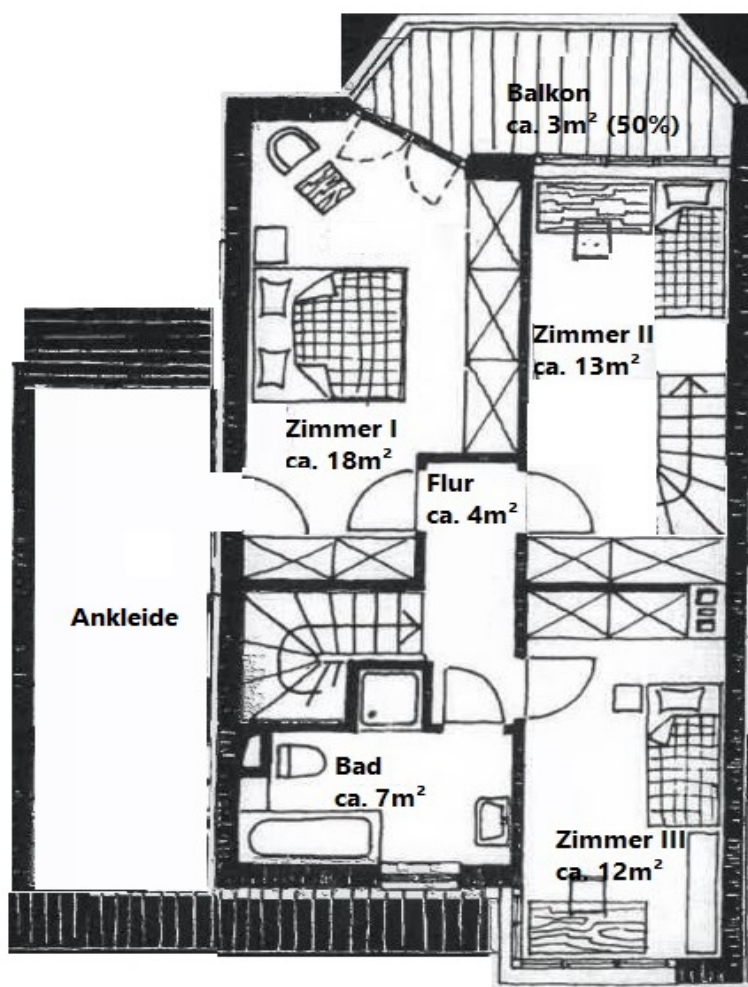 Balkon
ca. 3m² (50%)
Zimmer II
ca. 13m²
Zimmer I
ca. 18m²
Flur
ca. 4m²
Ankleide
Bad
ca. 7m²
Zimmer III
ca. 12m²